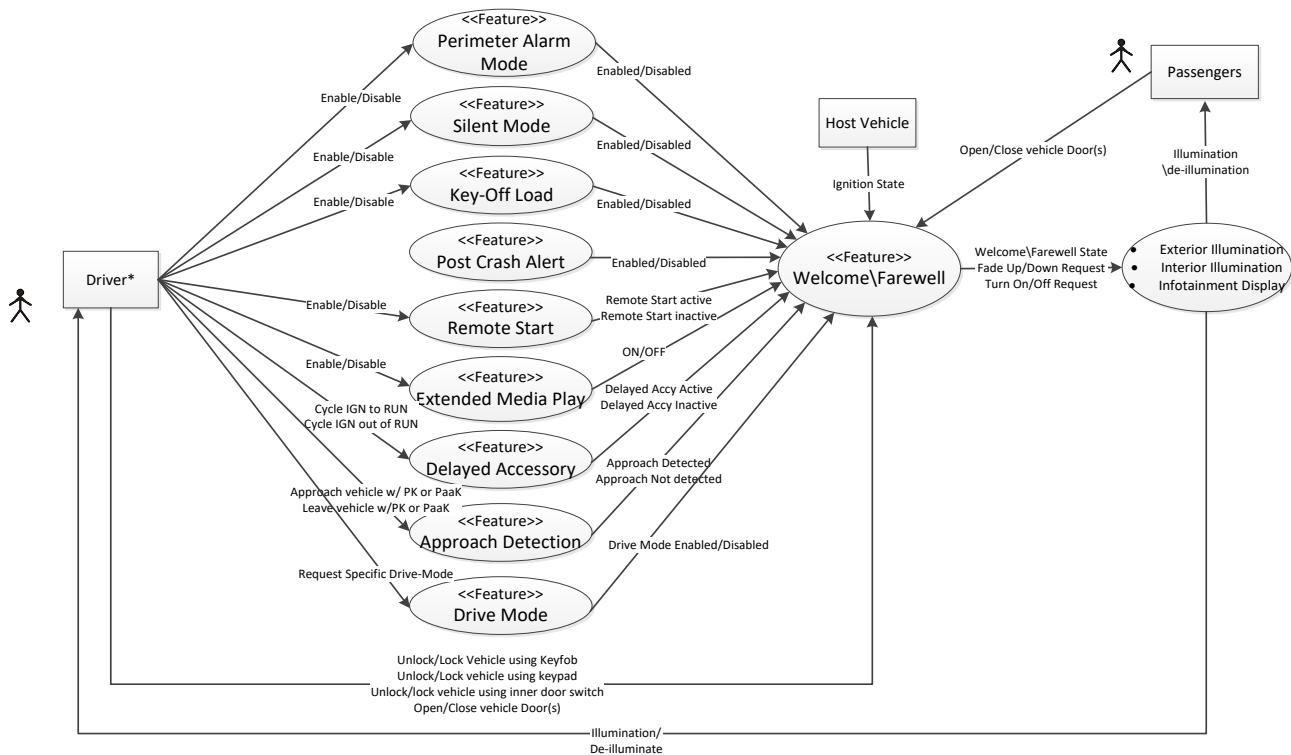 <<Feature>>
Perimeter Alarm
Mode
Enabled/Disabled
Enable/Disable
<<Feature>>
Silent Mode
Enabled/Disabled
Enable/Disable
<<Feature>>
Key-Off Load
Enabled/Disabled
Enable/Disable
<<Feature>>
Post Crash Alert
Enabled/Disabled
Driver*
<<Feature>>
Remote Start
Enable/Disable
Remote Start active
Remote Start inactive
<<Feature>>
Extended Media Play
Enable/Disable
ON/OFF
<<Feature>>
Delayed Accessory
Cycle IGN to RUN
Cycle IGN out of RUN
Delayed Accy Active
Delayed Accy Inactive
<<Feature>>
Approach Detection
Approach vehicle w/ PK or PaaK
Leave vehicle w/PK or PaaK
Approach Detected
Approach Not detected
<<Feature>>
Drive Mode
Request Specific Drive-Mode
Drive Mode Enabled/Disabled
Host Vehicle
Ignition State
<<Feature>>
Welcome\Farewell
Passengers
Open/Close vehicle Door(s)
Illumination
\de-illumination
Welcome\Farewell State
Fade Up/Down Request
Turn On/Off Request
• Exterior Illumination
• Interior Illumination
• Infotainment Display
Unlock/Lock Vehicle using Keyfob
Unlock/Lock vehicle using keypad
Unlock/lock vehicle using inner door switch
Open/Close vehicle Door(s)
Illumination/
De-illuminate